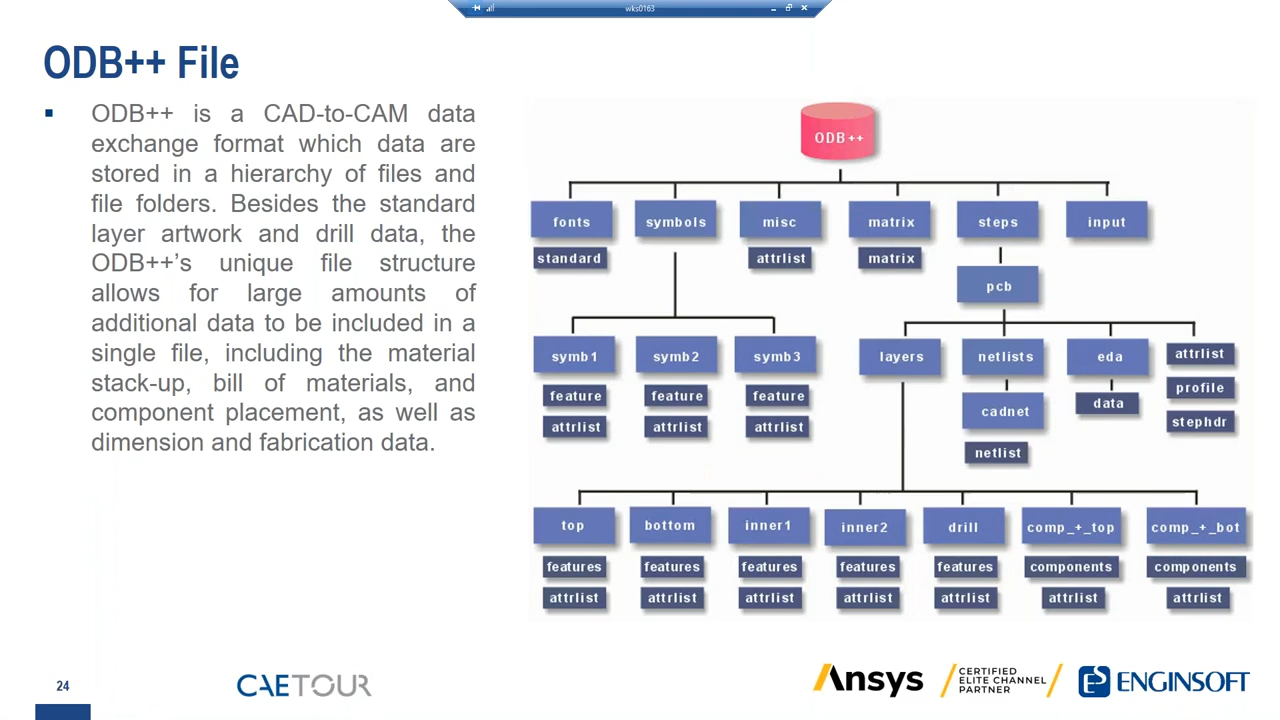 wks0163
ODB++ File
ODB++ is a CAD-to-CAM data
exchange format which data are
stored in a hierarchy of files and
file folders. Besides the standard
layer artwork and drill data, the
ODB++’s unique file structure
allows for large amounts of
additional data to be included in a
single file, including the material
stack-up, bill of materials, and
component placement, as well as
dimension and fabrication data.
ODB++
fonts symbols misc matrix steps input
standard attrlist matrix
pcb
symb1 symb2 symb3 layers netlists eda attrlist
feature feature feature cadnet data profile
attrlist attrlist attrlist netlist stephdr
top bottom inner1 inner2 drill comp_+_top comp_+_bot
features features features features features components components
attrlist attrlist attrlist attrlist attrlist attrlist attrlist
24
CAETOUR
Ansys
CERTIFIED
ELITE CHANNEL
PARTNER
ENGINSOFT